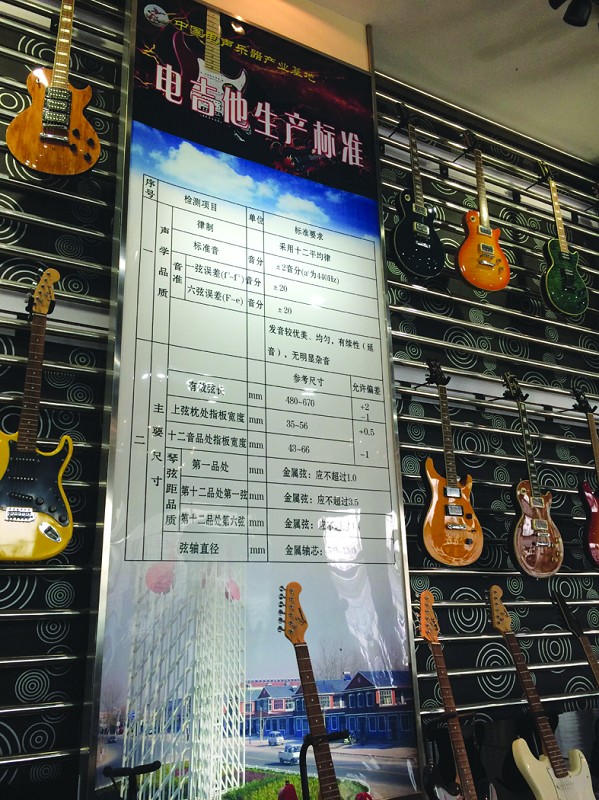 中国电声乐器产业基地
电吉他生产标准
序号 检测项目 单位 标准要求
一 声学品质
律制 采用十二平均律
音准
标准音 音分 ±2音分(a'为440Hz)
一弦误差 音分 ±20
六弦误差(F~e) 音分 ±20
发音较优美、均匀，有续性（延
音），无明显杂音
二 主要尺寸
参考尺寸 允许偏差
有效弦长 mm 480~670 +2
上弦枕处指板宽度 mm 35~56 +0.5
十二音品处指板宽度 mm 43~66 −1
琴弦距品质
第一品处 mm 金属弦：应不超过1.0
第十二品处第一弦 mm 金属弦：应不超过3.5
第十二品处第六弦 mm 金属弦：应不超过
弦轴直径 mm 金属轴芯：